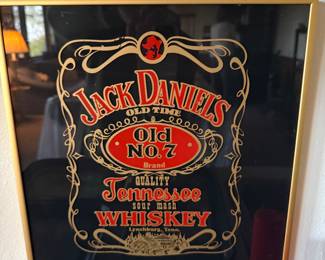 JACK DANIEL'S
OLD TIME
Old
NO.7
Brand
QUALITY
Tennessee
sour mash
WHISKEY
Lynchburg, Tenn.